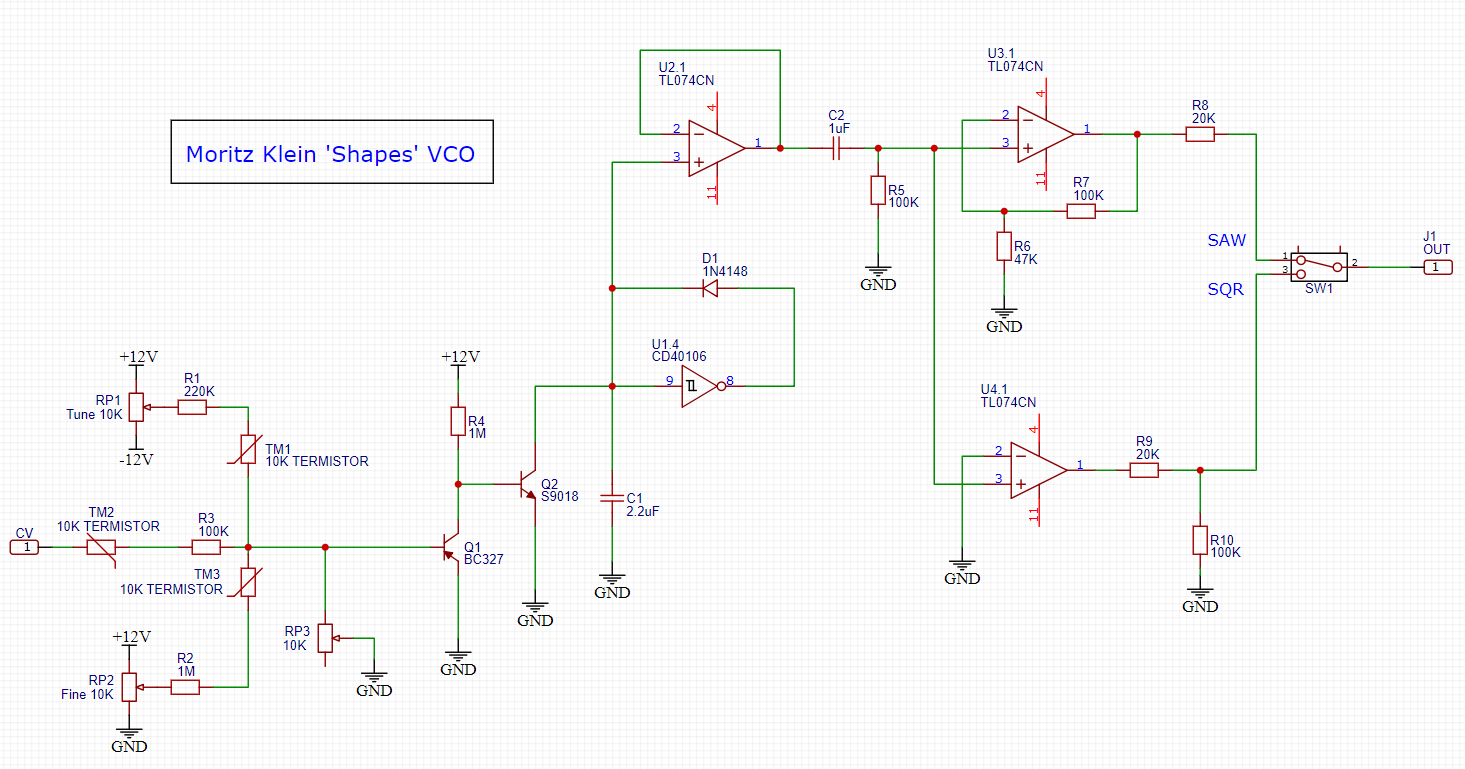 Moritz Klein 'Shapes' VCO
U2.1
TL074CN
4
2
3
1
11
C2
1uF
R5
100K
GND
U3.1
TL074CN
4
2
3
1
11
R7
100K
R6
47K
GND
R8
20K
SAW
SQR
1
3
2
SW1
J1
OUT
1
D1
1N4148
U1.4
CD40106
9
8
+12V
RP1
Tune 10K
-12V
R1
220K
TM1
10K TERMISTOR
CV
1
TM2
10K TERMISTOR
R3
100K
TM3
10K TERMISTOR
+12V
RP2
Fine 10K
GND
R2
1M
RP3
10K
GND
+12V
R4
1M
Q1
BC327
GND
Q2
S9018
GND
C1
2.2uF
GND
U4.1
TL074CN
4
2
3
1
11
GND
R9
20K
R10
100K
GND